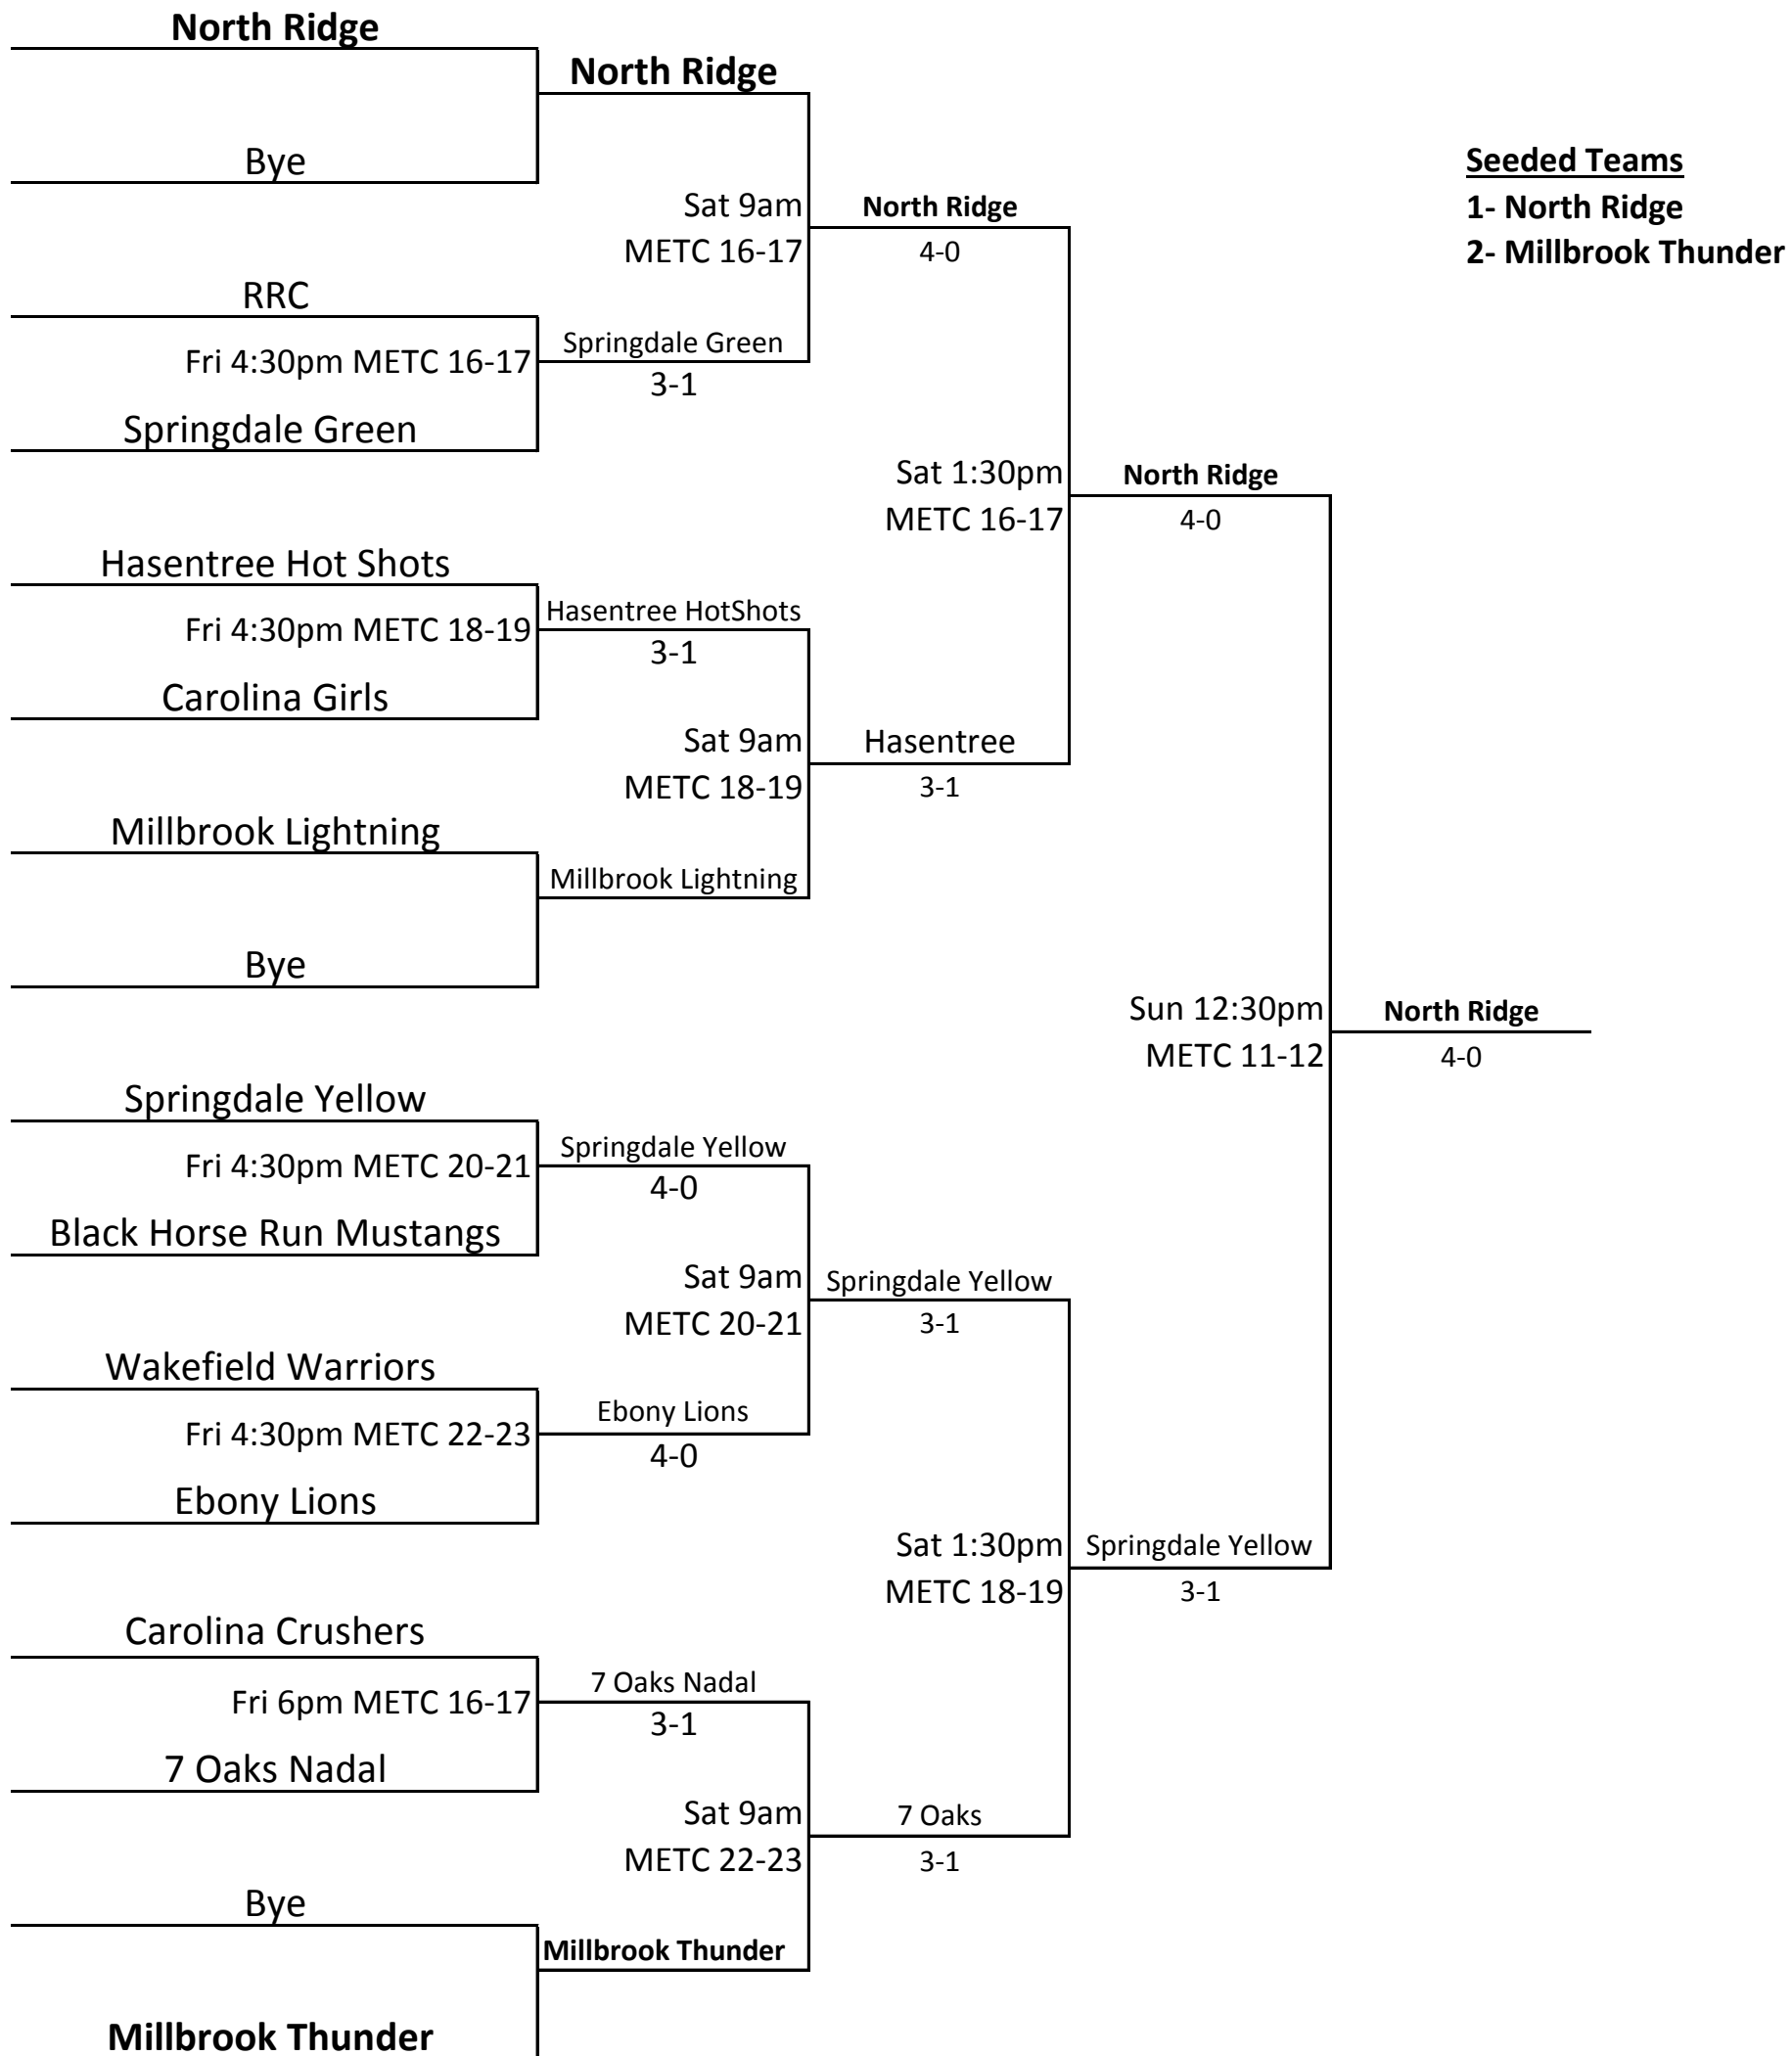 North Ridge
North Ridge
Bye
Seeded Teams
1- North Ridge
2- Millbrook Thunder
Sat 9am
METC 16-17
North Ridge
4-0
RRC
Fri 4:30pm METC 16-17
Springdale Green
3-1
Springdale Green
Sat 1:30pm
METC 16-17
North Ridge
4-0
Hasentree Hot Shots
Fri 4:30pm METC 18-19
Hasentree HotShots
3-1
Carolina Girls
Sat 9am
METC 18-19
Hasentree
3-1
Millbrook Lightning
Millbrook Lightning
Bye
Sun 12:30pm
METC 11-12
North Ridge
4-0
Springdale Yellow
Fri 4:30pm METC 20-21
Springdale Yellow
4-0
Black Horse Run Mustangs
Sat 9am
METC 20-21
Springdale Yellow
3-1
Wakefield Warriors
Fri 4:30pm METC 22-23
Ebony Lions
4-0
Ebony Lions
Sat 1:30pm
METC 18-19
Springdale Yellow
3-1
Carolina Crushers
Fri 6pm METC 16-17
7 Oaks Nadal
3-1
7 Oaks Nadal
Sat 9am
METC 22-23
7 Oaks
3-1
Bye
Millbrook Thunder
Millbrook Thunder